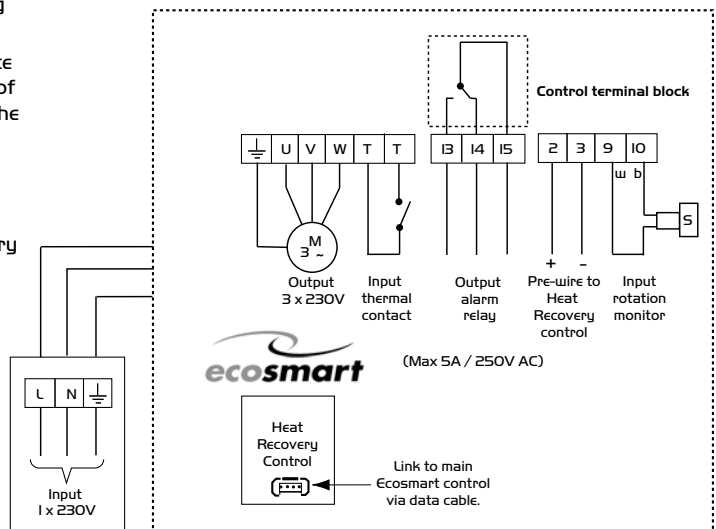 Control terminal block
U V W T T
13 14 15
2 3 9 10
w b
S
M
3 ~
+ -
Output
3 x 230V
Input
thermal
contact
Output
alarm
relay
Pre-wire to
Heat
Recovery
control
Input
rotation
monitor
ecosmart
(Max 5A / 250V AC)
Heat
Recovery
Control
Link to main
Ecosmart control
via data cable.
L N
Input
1 x 230V